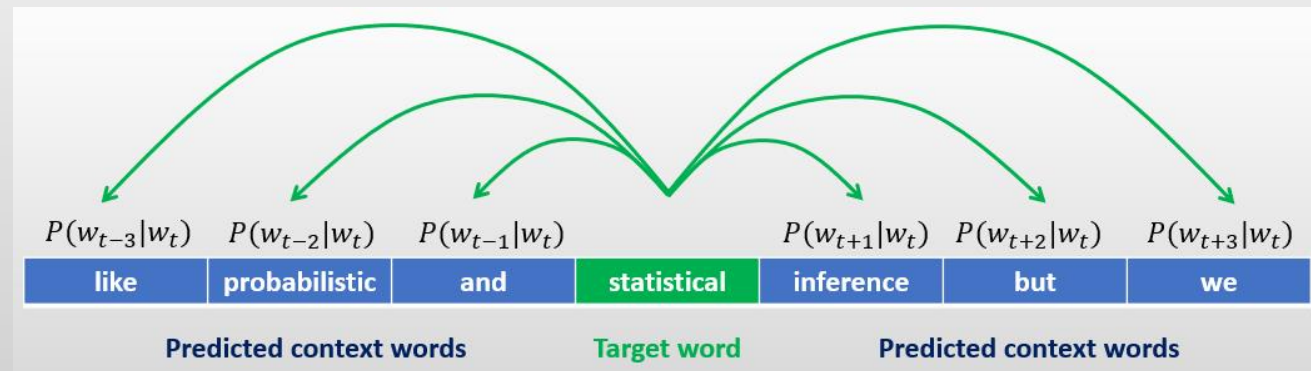 P(w_{t-3}|w_t) P(w_{t-2}|w_t) P(w_{t-1}|w_t) P(w_{t+1}|w_t) P(w_{t+2}|w_t) P(w_{t+3}|w_t)
like probabilistic and statistical inference but we
Predicted context words Target word Predicted context words